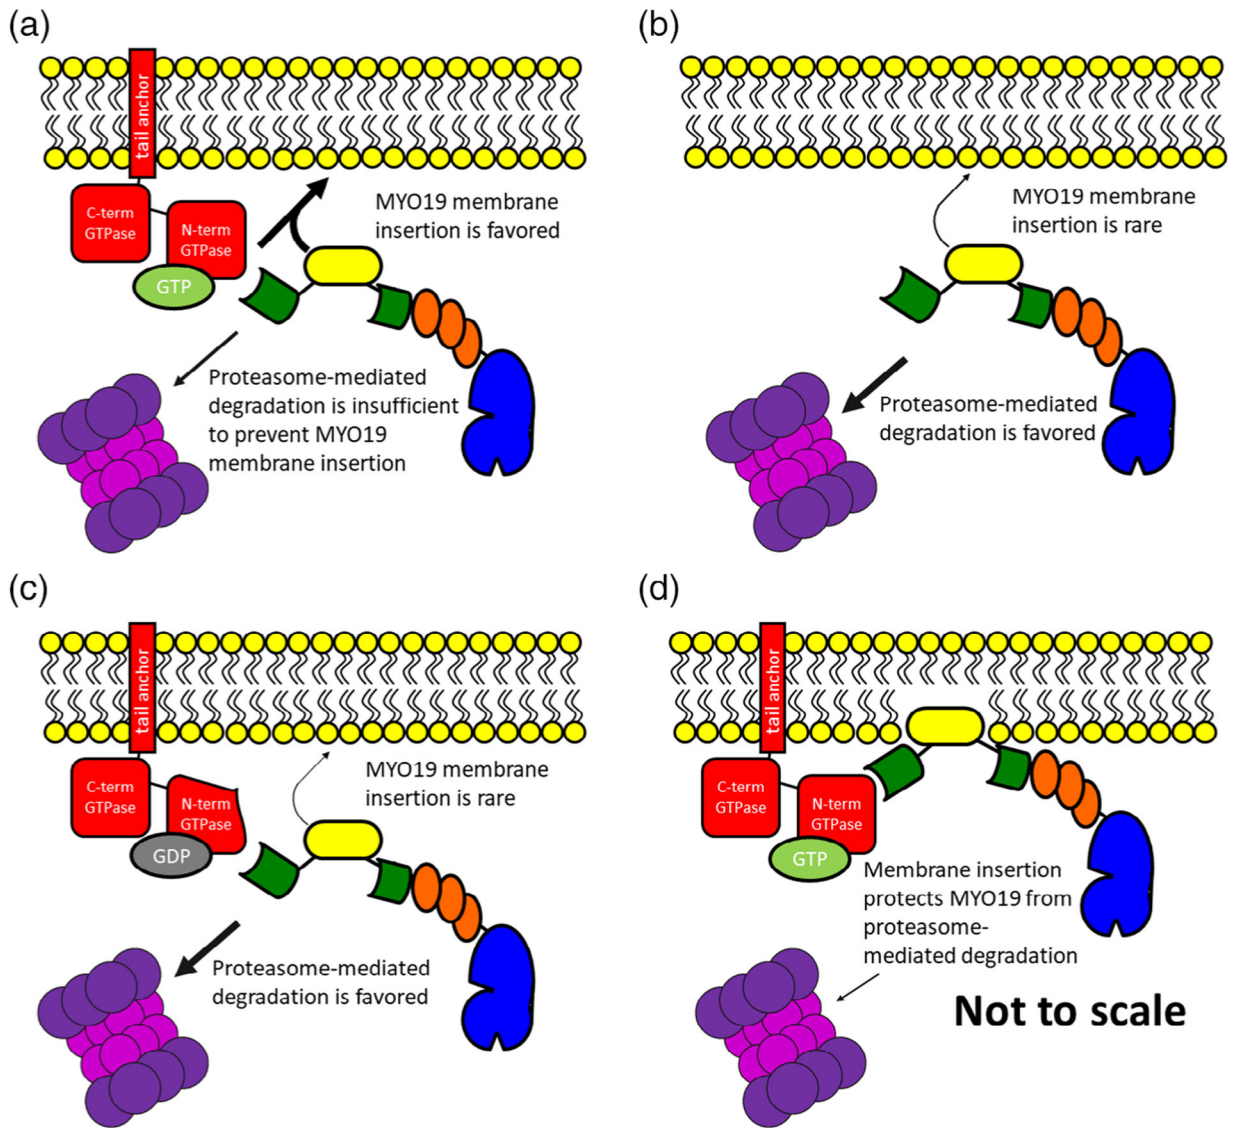 (a)
tail anchor
C-term
GTPase
N-term
GTPase
GTP
MYO19 membrane
insertion is favored
Proteasome-mediated
degradation is insufficient
to prevent MYO19
membrane insertion
(b)
MYO19 membrane
insertion is rare
Proteasome-mediated
degradation is favored
(c)
tail anchor
C-term
GTPase
N-term
GTPase
GDP
MYO19 membrane
insertion is rare
Proteasome-mediated
degradation is favored
(d)
tail anchor
C-term
GTPase
N-term
GTPase
GTP
Membrane insertion
protects MYO19 from
proteasome-
mediated degradation
Not to scale